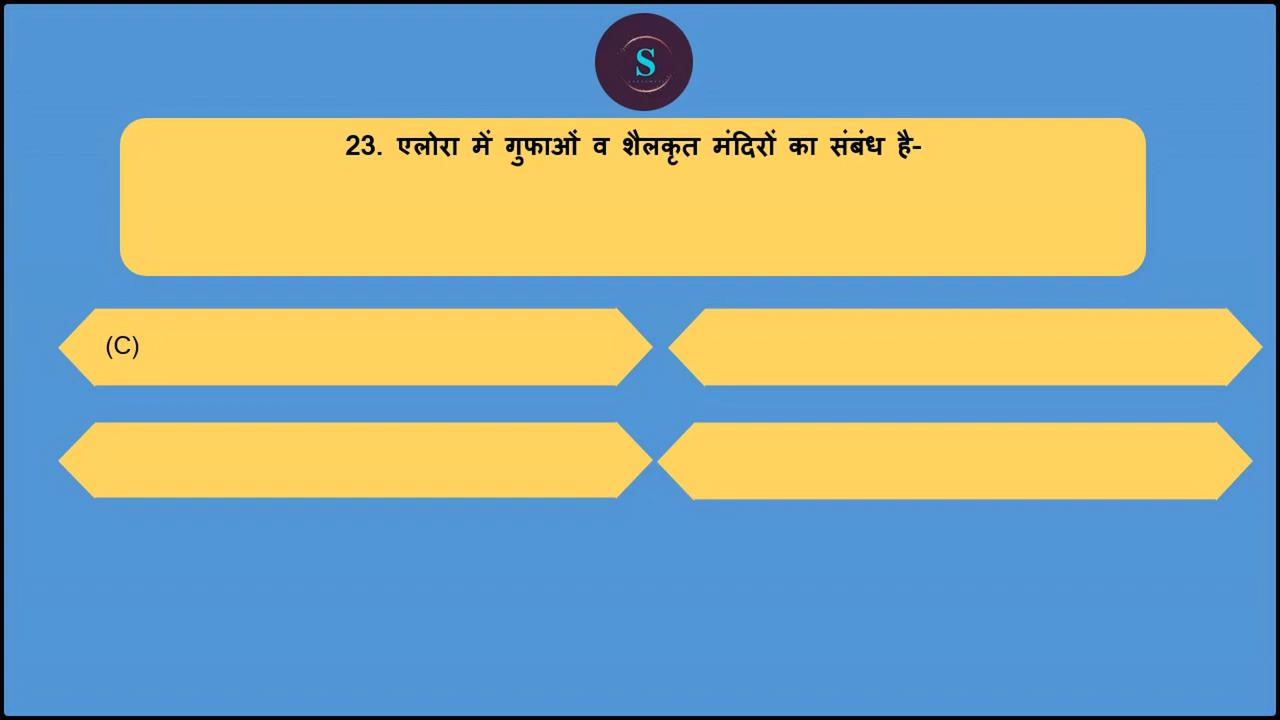 S
23. एलोरा में गुफाओं व शैलकृत मंदिरों का संबंध है-
(C)